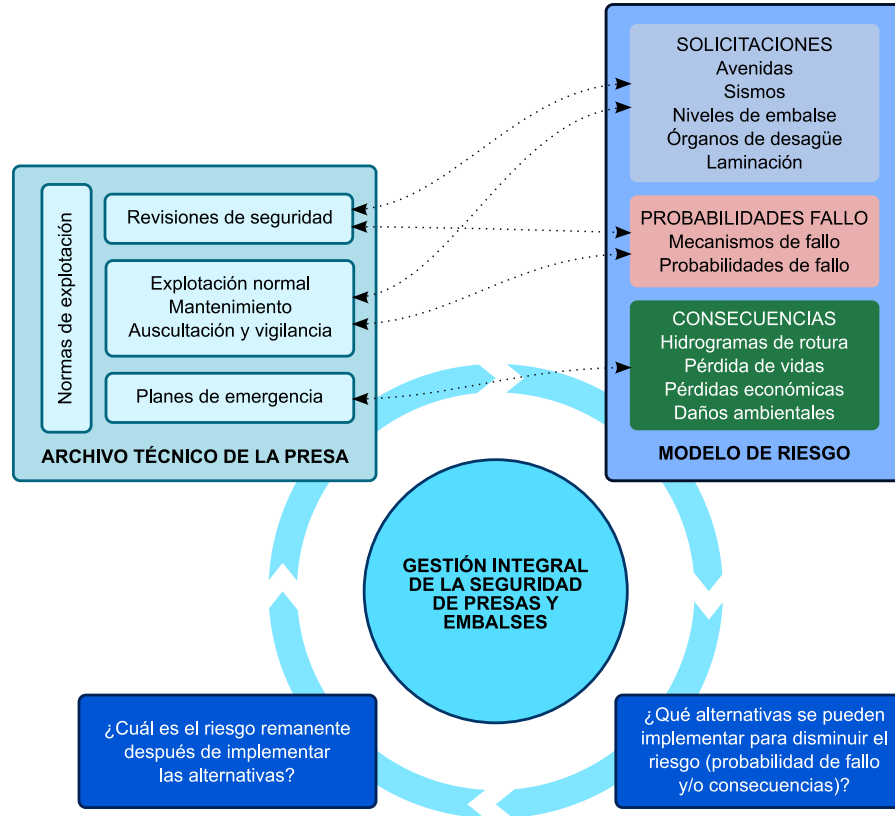 SOLICITACIONES
Avenidas
Sismos
Niveles de embalse
Órganos de desagüe
Laminación
PROBABILIDADES FALLO
Mecanismos de fallo
Probabilidades de fallo
CONSECUENCIAS
Hidrogramas de rotura
Pérdida de vidas
Pérdidas económicas
Daños ambientales
MODELO DE RIESGO
Normas de explotación
Revisiones de seguridad
Explotación normal
Mantenimiento
Auscultación y vigilancia
Planes de emergencia
ARCHIVO TÉCNICO DE LA PRESA
GESTIÓN INTEGRAL
DE LA SEGURIDAD
DE PRESAS Y
EMBALSES
¿Cuál es el riesgo remanente
después de implementar
las alternativas?
¿Qué alternativas se pueden
implementar para disminuir el
riesgo (probabilidad de fallo
y/o consecuencias)?